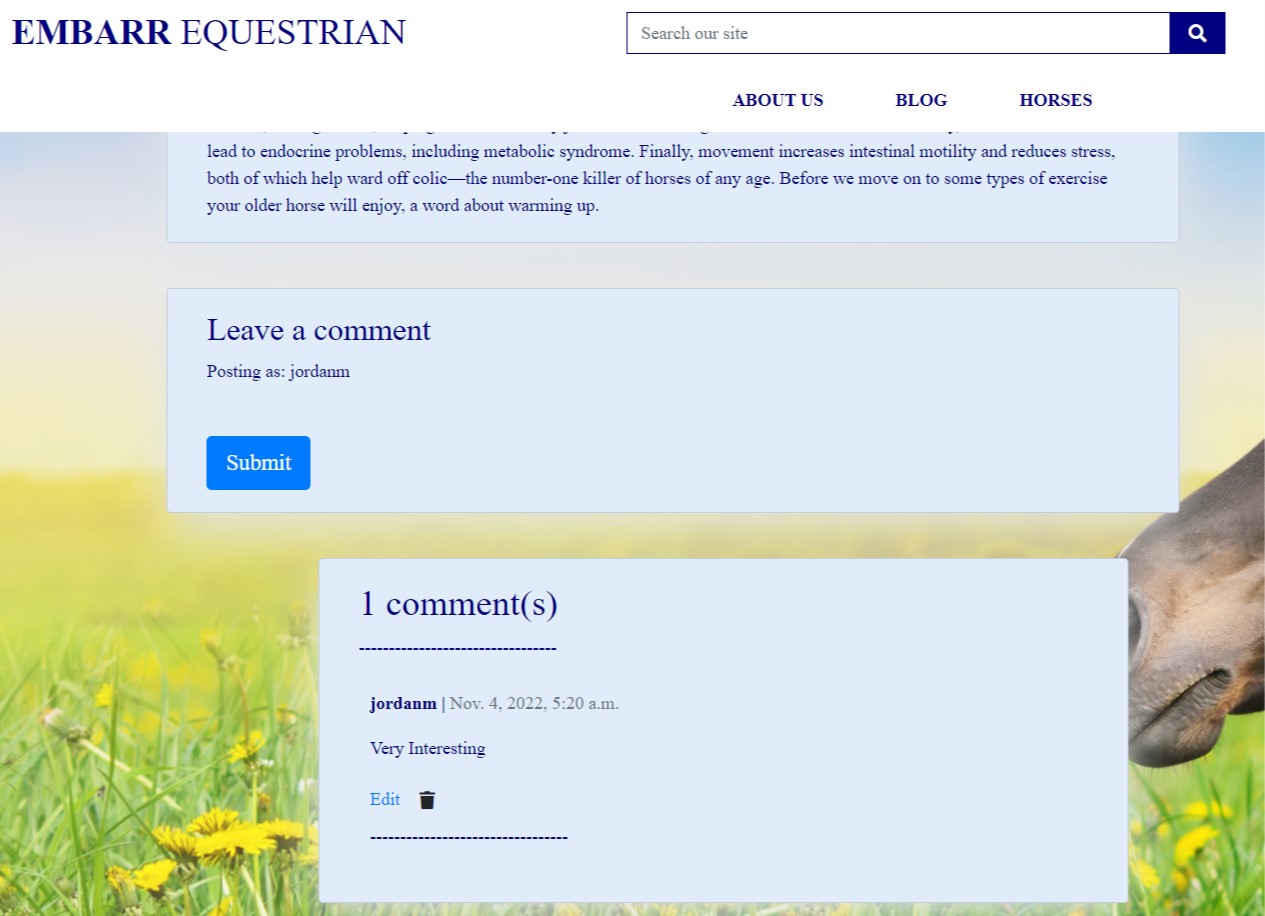 EMBARR EQUESTRIAN
Search our site
ABOUT US BLOG HORSES
lead to endocrine problems, including metabolic syndrome. Finally, movement increases intestinal motility and reduces stress,
both of which help ward off colic—the number-one killer of horses of any age. Before we move on to some types of exercise
your older horse will enjoy, a word about warming up.
Leave a comment
Posting as: jordanm
Submit
1 comment(s)
---------------------------------
jordanm | Nov. 4, 2022, 5:20 a.m.
Very Interesting
Edit
---------------------------------